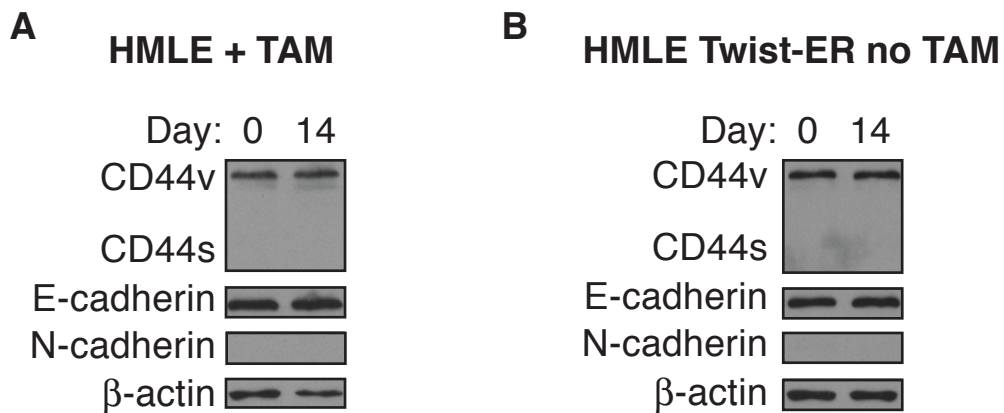 A
HMLE + TAM
Day: 0 14
CD44v
CD44s
E-cadherin
N-cadherin
β-actin
B
HMLE Twist-ER no TAM
Day: 0 14
CD44v
CD44s
E-cadherin
N-cadherin
β-actin